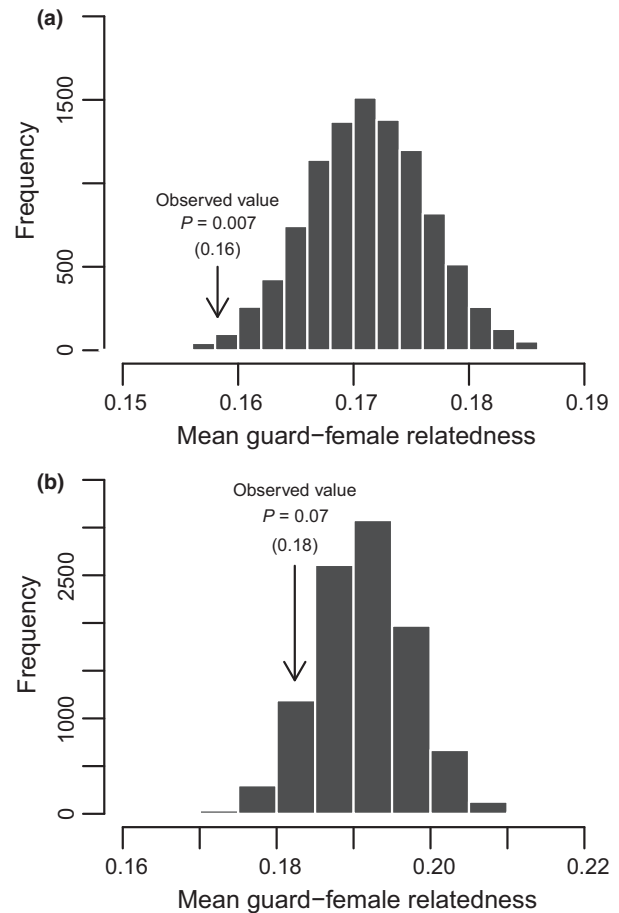 (a)
1500
500
0
Frequency
Observed value
P = 0.007
(0.16)
0.15 0.16 0.17 0.18 0.19
Mean guard−female relatedness
(b)
2500
1000
0
Frequency
Observed value
P = 0.07
(0.18)
0.16 0.18 0.20 0.22
Mean guard−female relatedness